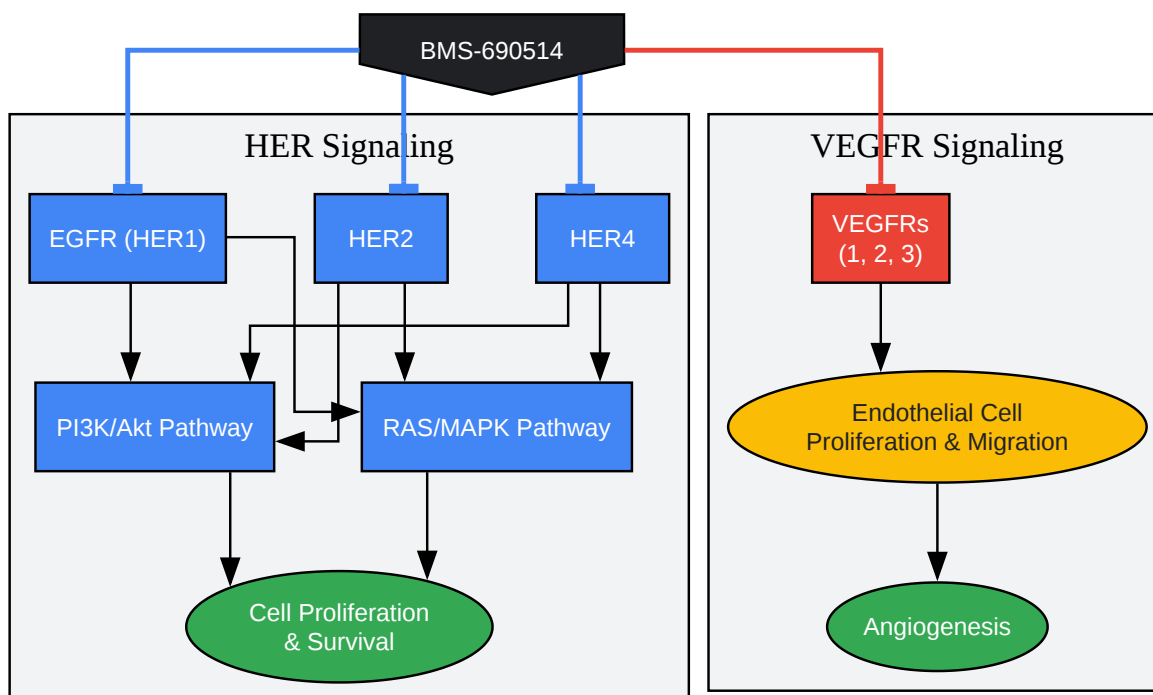 BMS-690514
HER Signaling
VEGFR Signaling
EGFR (HER1)
HER2
HER4
VEGFRs
(1, 2, 3)
PI3K/Akt Pathway
RAS/MAPK Pathway
Endothelial Cell
Proliferation & Migration
Cell Proliferation
& Survival
Angiogenesis